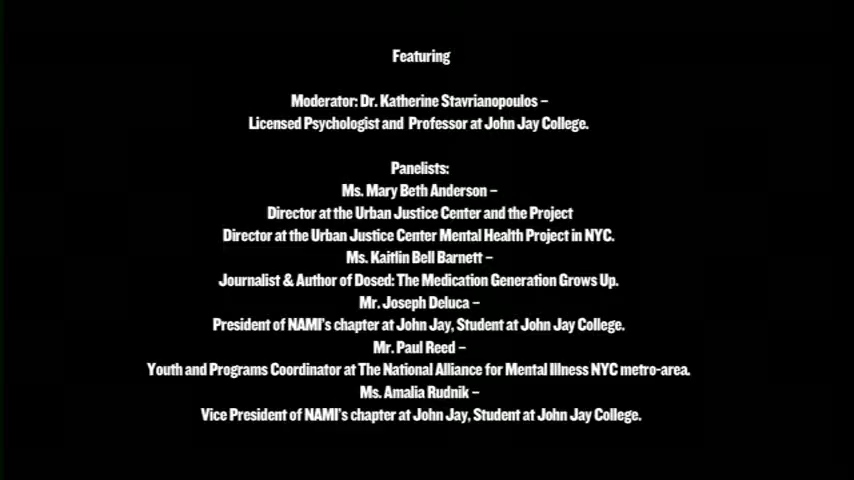 Featuring
Moderator: Dr. Katherine Stavrianopoulos –
Licensed Psychologist and Professor at John Jay College.
Panelists:
Ms. Mary Beth Anderson –
Director at the Urban Justice Center and the Project
Director at the Urban Justice Center Mental Health Project in NYC.
Ms. Kaitlin Bell Barnett –
Journalist & Author of Dosed: The Medication Generation Grows Up.
Mr. Joseph Deluca –
President of NAMI's chapter at John Jay, Student at John Jay College.
Mr. Paul Reed –
Youth and Programs Coordinator at The National Alliance for Mental Illness NYC metro-area.
Ms. Amalia Rudnik –
Vice President of NAMI's chapter at John Jay, Student at John Jay College.